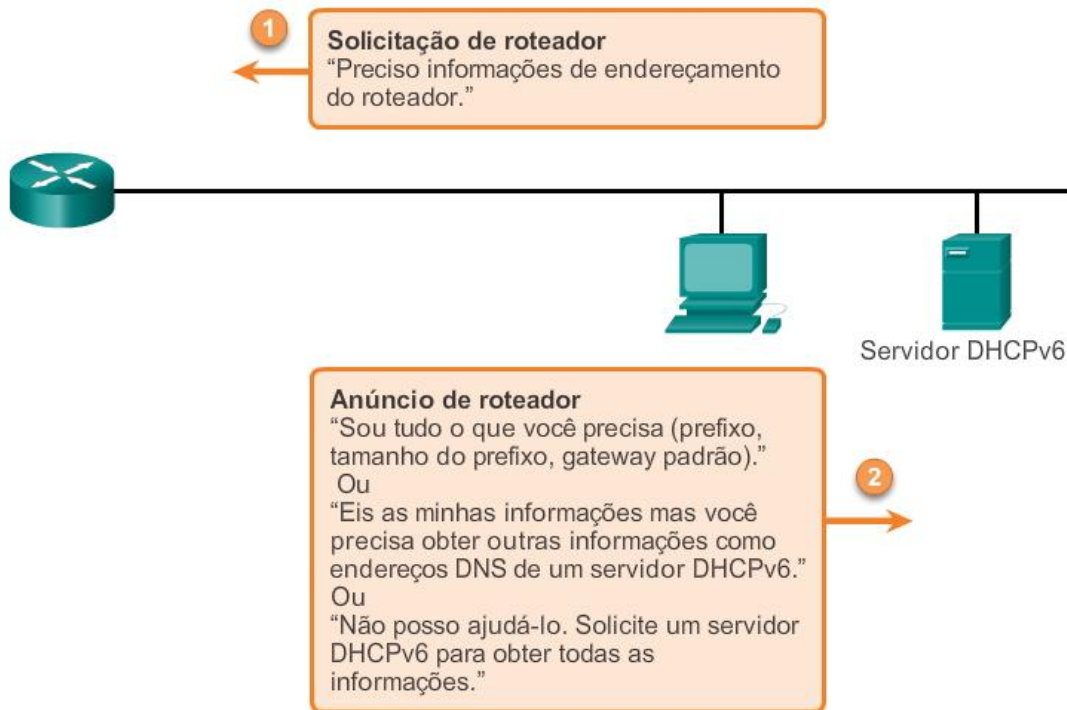 1
Solicitação de roteador
“Preciso informações de endereçamento
do roteador.”
Servidor DHCPv6
Anúncio de roteador
“Sou tudo o que você precisa (prefixo,
tamanho do prefixo, gateway padrão).”
Ou
“Eis as minhas informações mas você
precisa obter outras informações como
endereços DNS de um servidor DHCPv6.”
Ou
“Não posso ajudá-lo. Solicite um servidor
DHCPv6 para obter todas as
informações.”
2